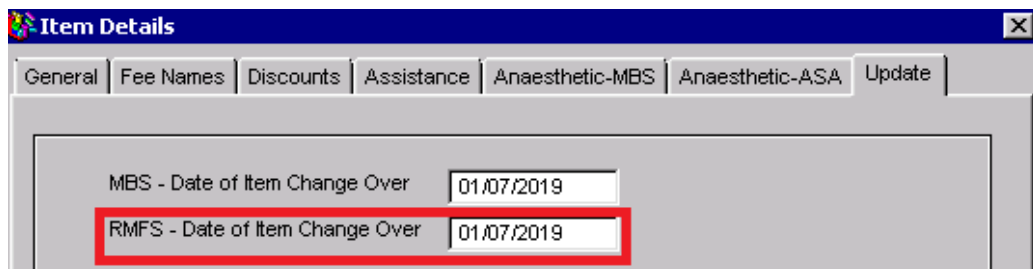 Item Details
General Fee Names Discounts Assistance Anaesthetic-MBS Anaesthetic-ASA Update
MBS - Date of Item Change Over 01/07/2019
RMFS - Date of Item Change Over 01/07/2019